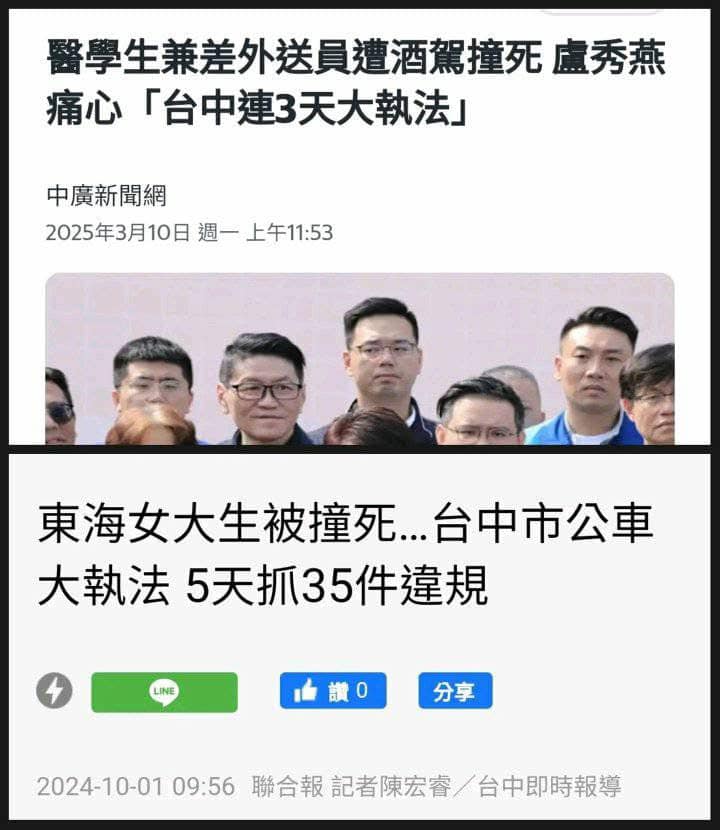 醫學生兼差外送員遭酒駕撞死 盧秀燕
痛心「台中連3天大執法」
中廣新聞網
2025年3月10日 週一 上午11:53
東海女大生被撞死...台中市公車
大執法 5天抓35件違規
LINE
讚 0
分享
2024-10-01 09:56 聯合報 記者陳宏睿／台中即時報導